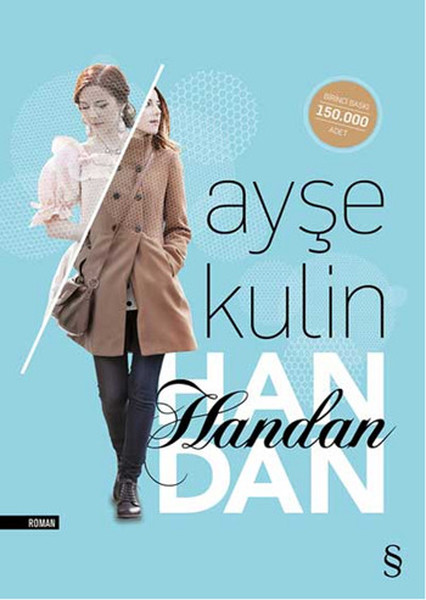 BİRİNCİ BASKI
150.000
ADET
ayşe
kulin
HAN
Handan
DAN
ROMAN
§